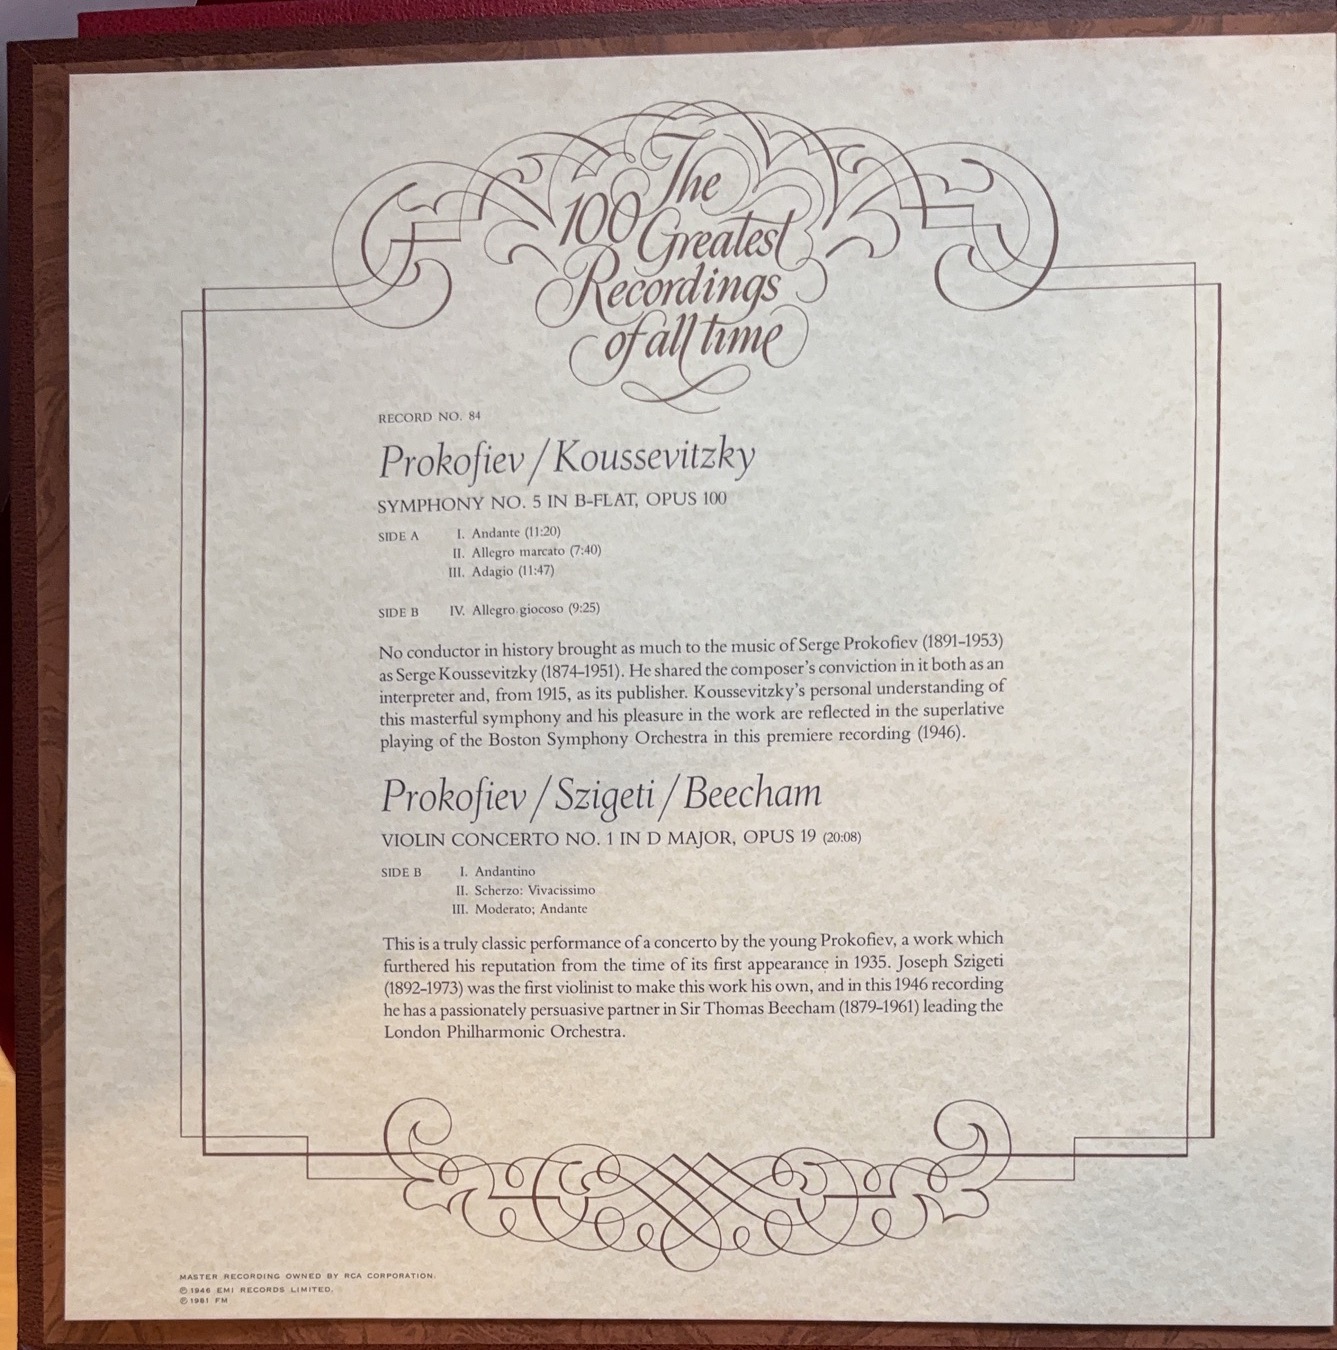 The
100 Greatest
Recordings
of all time
RECORD NO. 84
Prokofiev / Koussevitzky
SYMPHONY NO. 5 IN B-FLAT, OPUS 100
SIDE A I. Andante (11:20)
II. Allegro marcato (7:40)
III. Adagio (11:47)
SIDE B IV. Allegro giocoso (9:25)
No conductor in history brought as much to the music of Serge Prokofiev (1891–1953)
as Serge Koussevitzky (1874–1951). He shared the composer's conviction in it both as an
interpreter and, from 1915, as its publisher. Koussevitzky's personal understanding of
this masterful symphony and his pleasure in the work are reflected in the superlative
playing of the Boston Symphony Orchestra in this premiere recording (1946).
Prokofiev / Szigeti / Beecham
VIOLIN CONCERTO NO. 1 IN D MAJOR, OPUS 19 (20:08)
SIDE B I. Andantino
II. Scherzo: Vivacissimo
III. Moderato; Andante
This is a truly classic performance of a concerto by the young Prokofiev, a work which
furthered his reputation from the time of its first appearance in 1935. Joseph Szigeti
(1892–1973) was the first violinist to make this work his own, and in this 1946 recording
he has a passionately persuasive partner in Sir Thomas Beecham (1879–1961) leading the
London Philharmonic Orchestra.
MASTER RECORDING OWNED BY RCA CORPORATION.
℗ 1946 EMI RECORDS LIMITED.
℗ 1981 FM